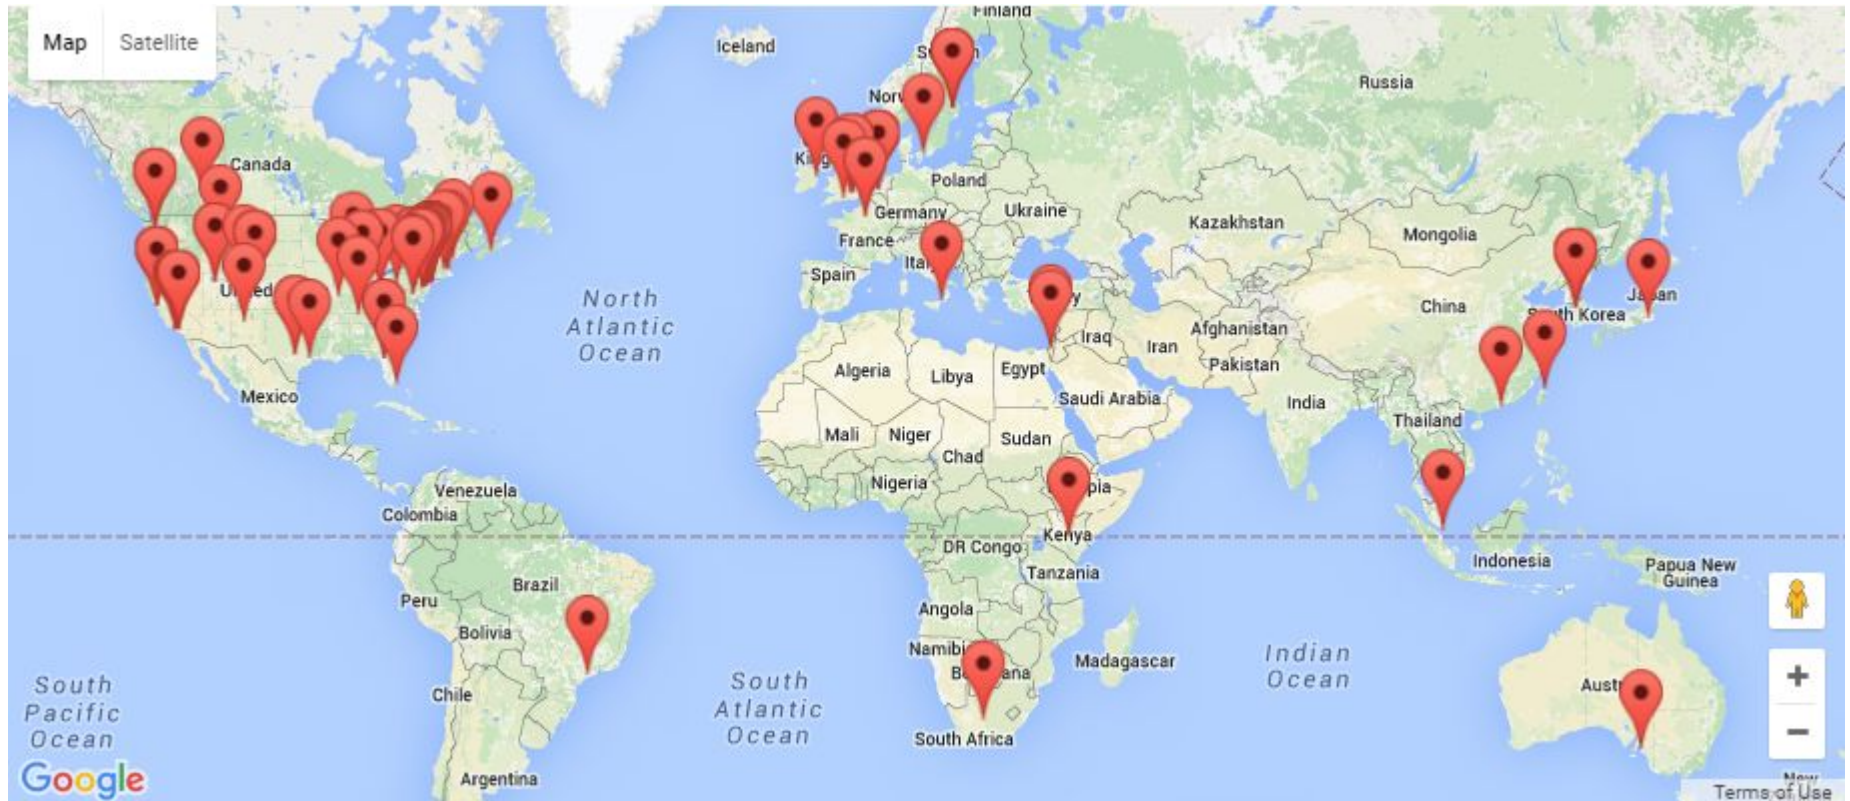 Map Satellite
Finland
Iceland
Russia
Canada
Poland
Germany
Ukraine
Kazakhstan
Mongolia
France
Spain
North
Atlantic
Ocean
China
South Korea
Iraq
Iran
Afghanistan
Pakistan
Algeria
Libya
Egypt
Saudi Arabia
India
Mexico
Thailand
Mali
Niger
Sudan
Chad
Nigeria
Venezuela
Colombia
Kenya
DR Congo
Indonesia
Tanzania
Papua New
Guinea
Brazil
Peru
Angola
Bolivia
Madagascar
Indian
Ocean
South
Pacific
Ocean
Chile
South
Atlantic
Ocean
South Africa
Argentina
Google
Terms of Use